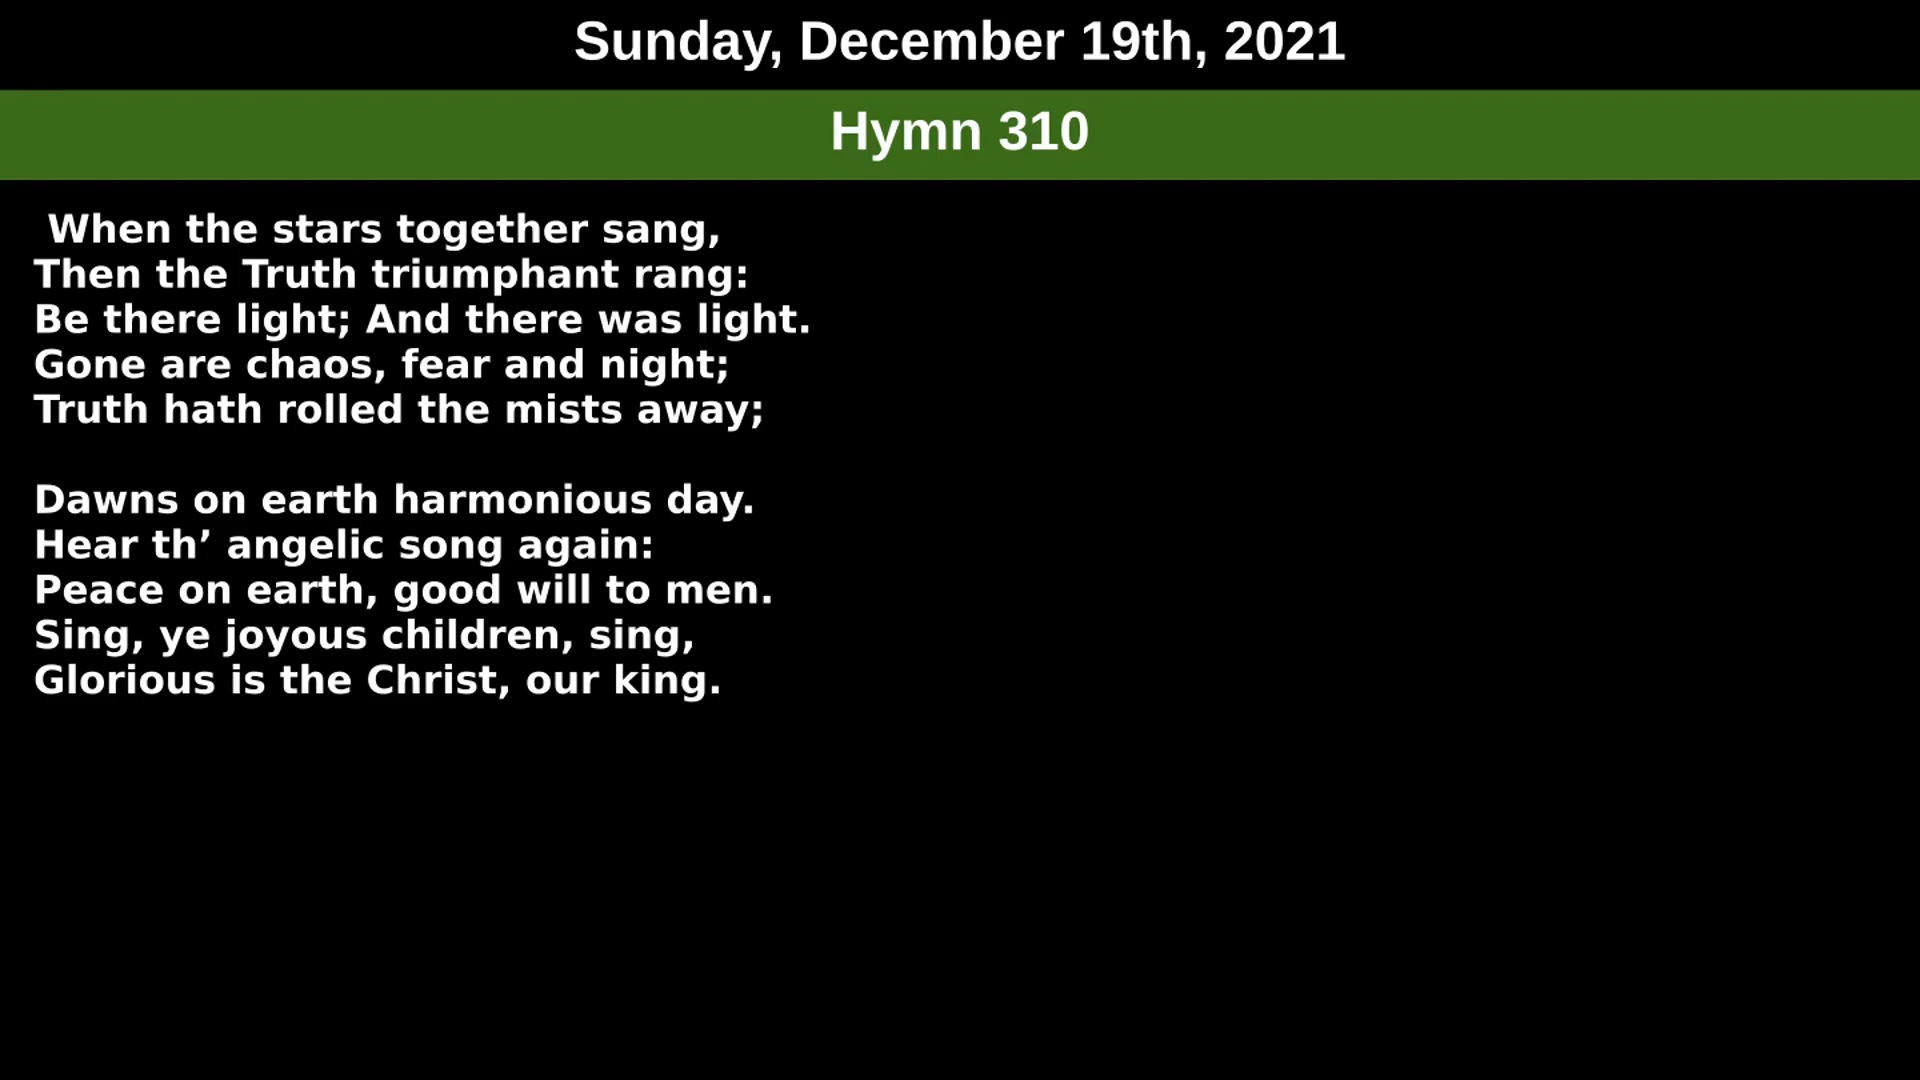 Sunday, December 19th, 2021
Hymn 310
When the stars together sang,
Then the Truth triumphant rang:
Be there light; And there was light.
Gone are chaos, fear and night;
Truth hath rolled the mists away;
Dawns on earth harmonious day.
Hear th’ angelic song again:
Peace on earth, good will to men.
Sing, ye joyous children, sing,
Glorious is the Christ, our king.